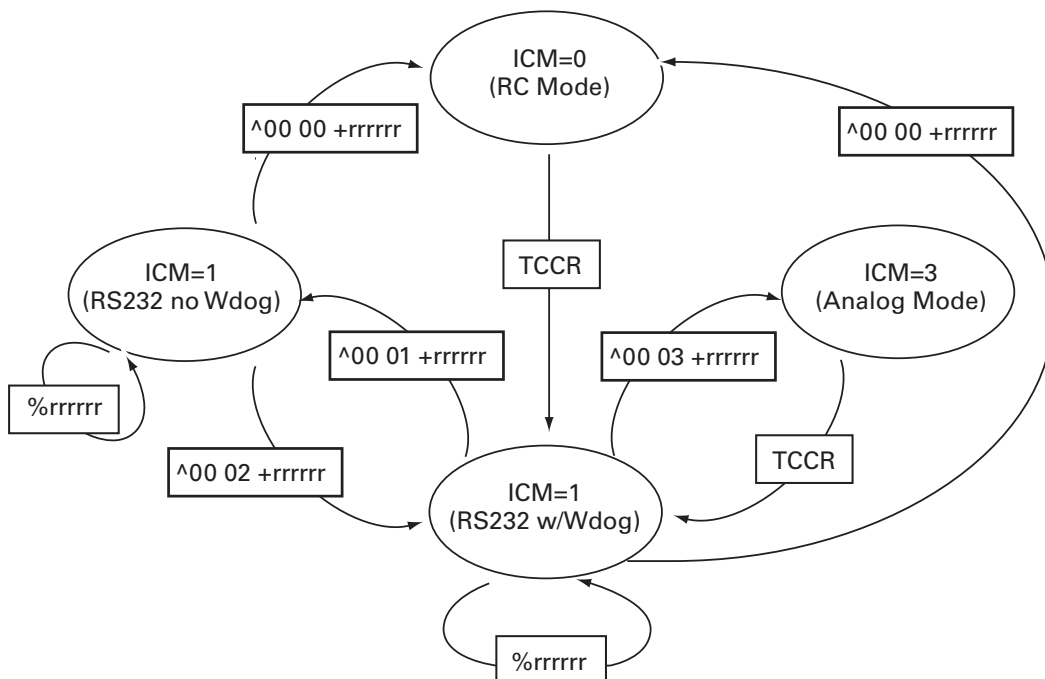 ICM=0
(RC Mode)
^00 00 +rrrrrr
^00 00 +rrrrrr
TCCR
ICM=1
(RS232 no Wdog)
ICM=3
(Analog Mode)
^00 01 +rrrrrr
^00 03 +rrrrrr
%rrrrrr
^00 02 +rrrrrr
TCCR
ICM=1
(RS232 w/Wdog)
%rrrrrr